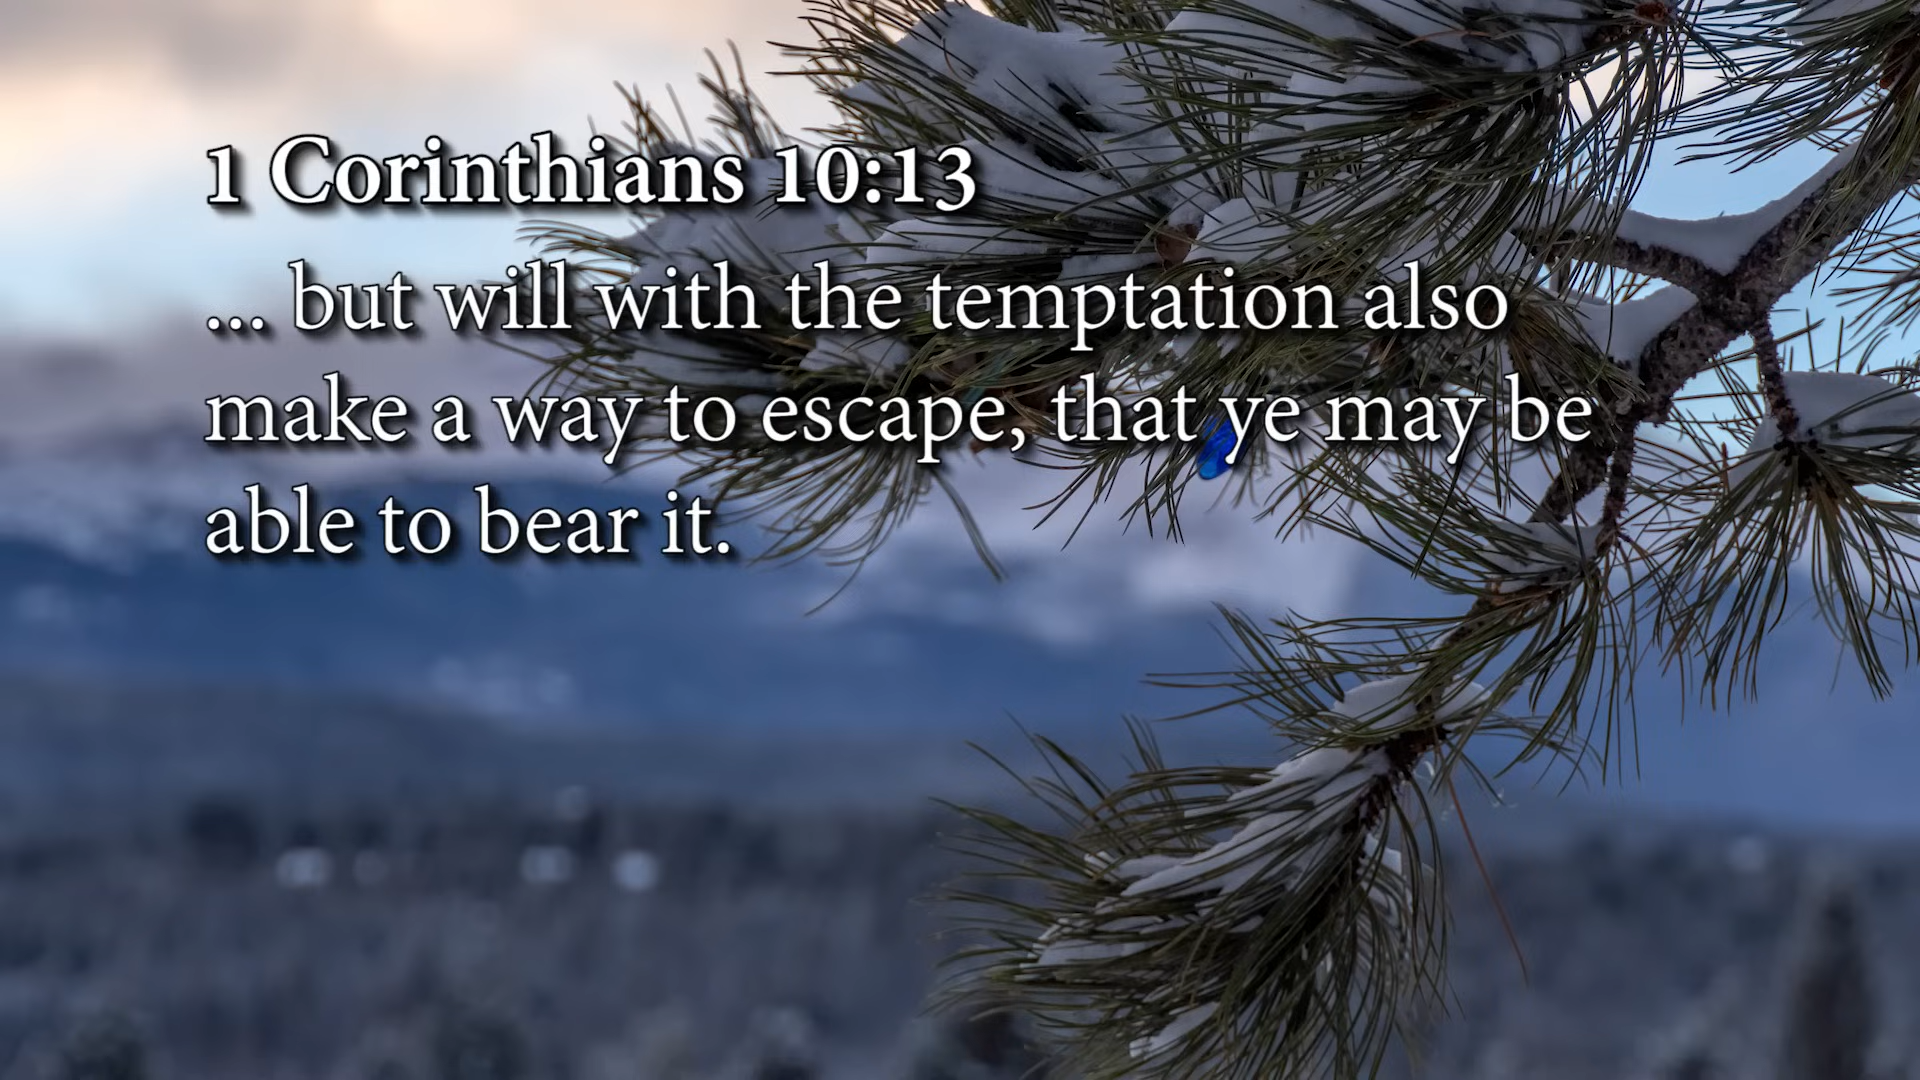 1 Corinthians 10:13
... but will with the temptation also
make a way to escape, that ye may be
able to bear it.